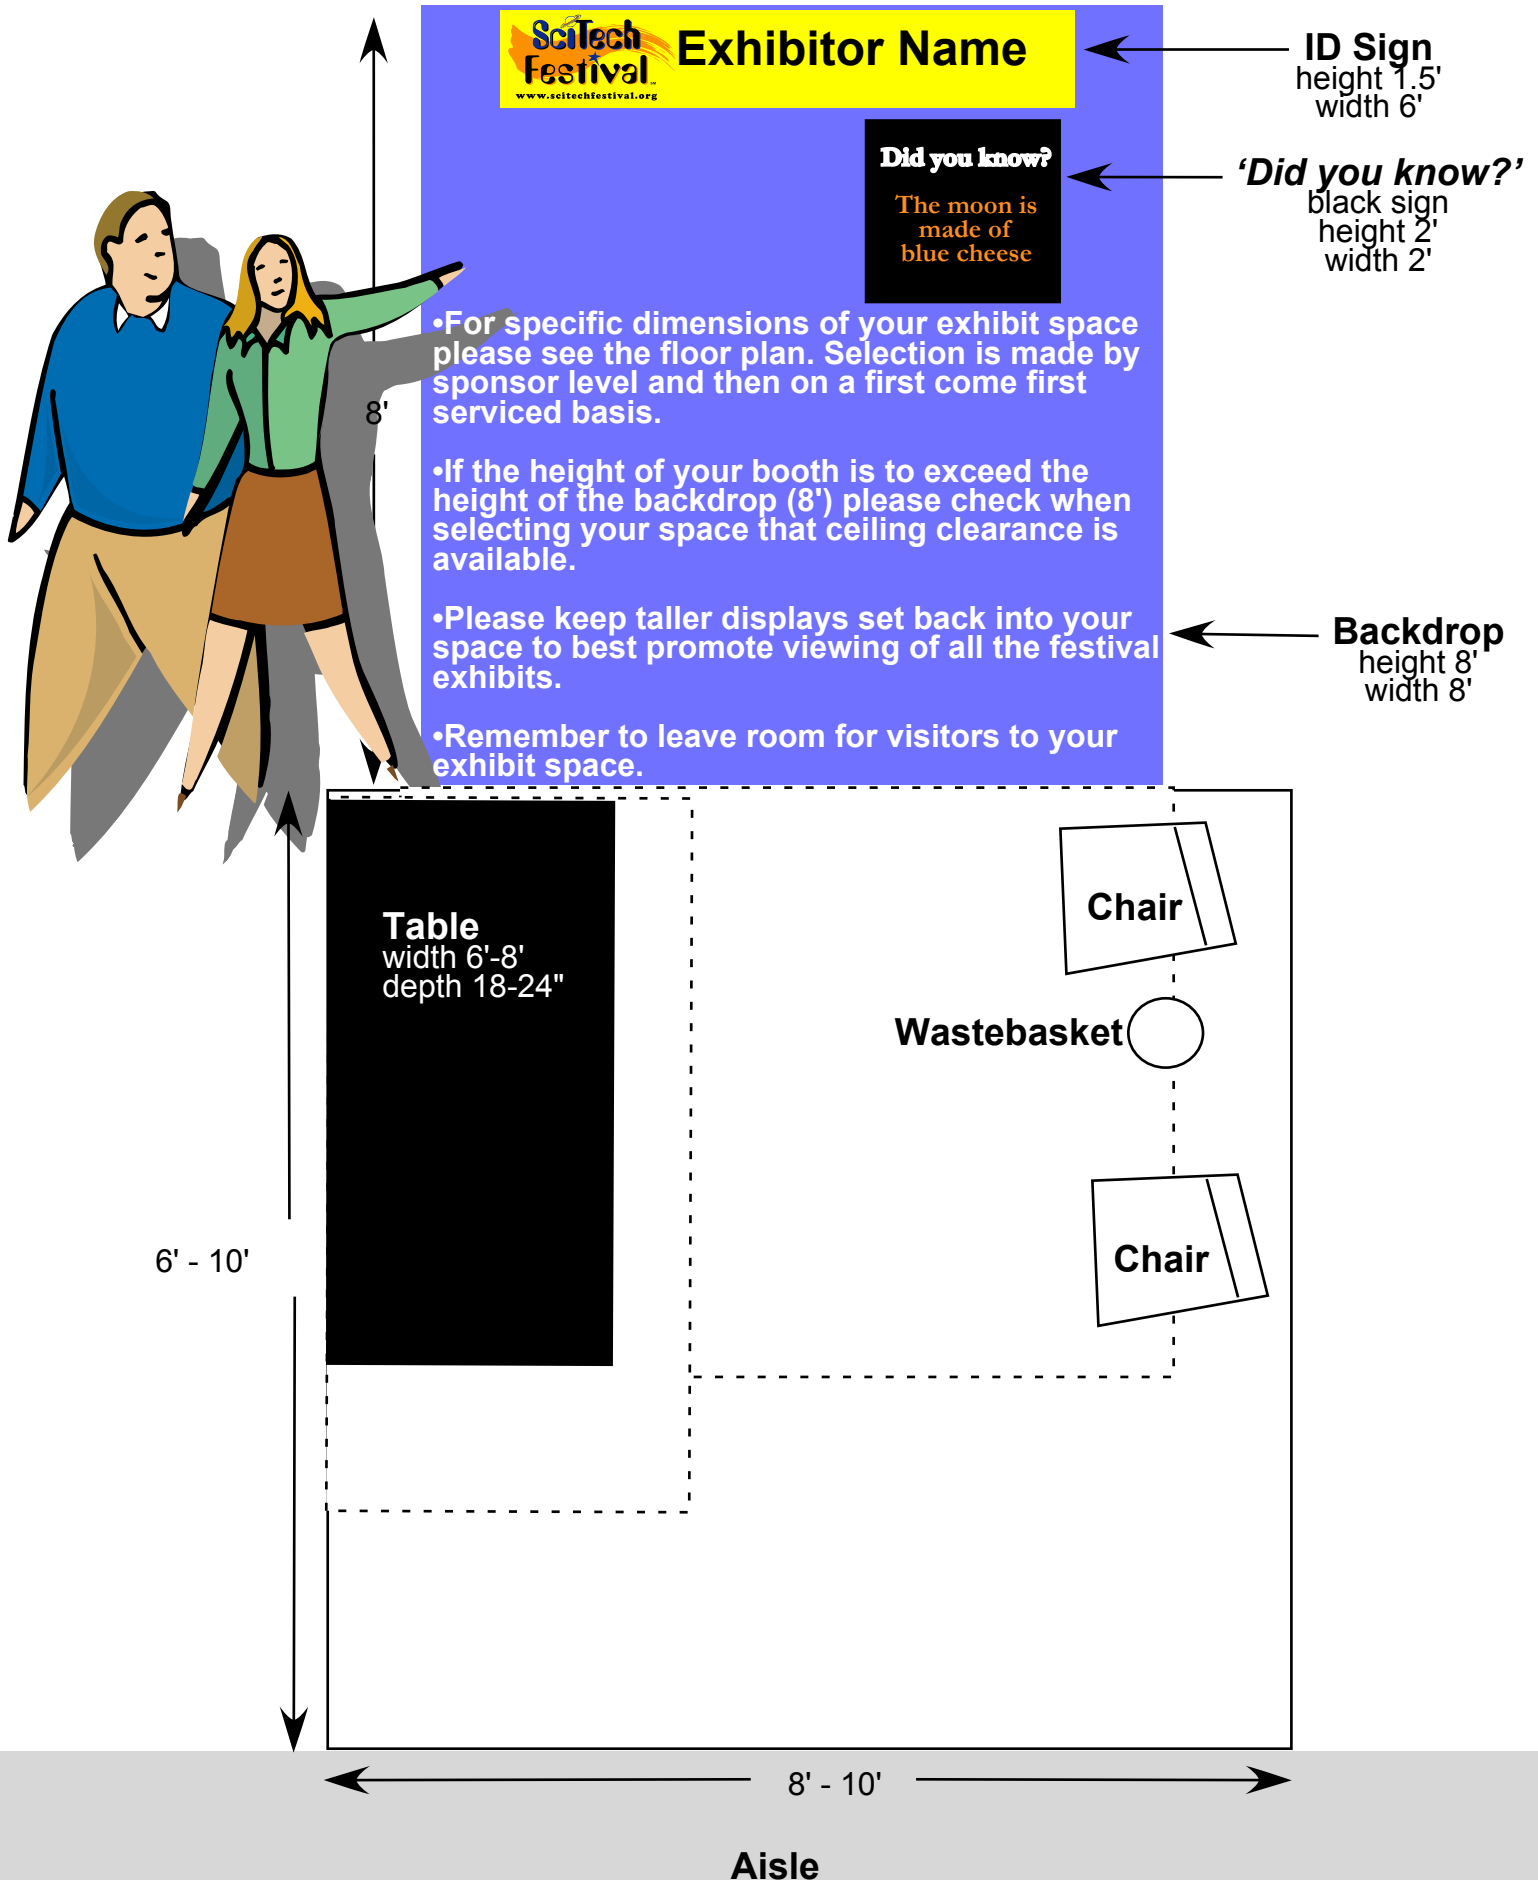 SciTech
Festival
www.scitechfestival.org
Exhibitor Name
ID Sign
height 1.5'
width 6'
Did you know?
The moon is
made of
blue cheese
‘Did you know?’
black sign
height 2'
width 2'
8'
•For specific dimensions of your exhibit space
please see the floor plan. Selection is made by
sponsor level and then on a first come first
serviced basis.
•If the height of your booth is to exceed the
height of the backdrop (8') please check when
selecting your space that ceiling clearance is
available.
•Please keep taller displays set back into your
space to best promote viewing of all the festival
exhibits.
•Remember to leave room for visitors to your
exhibit space.
Backdrop
height 8'
width 8'
Table
width 6'-8'
depth 18-24"
Chair
Wastebasket
Chair
6' - 10'
8' - 10'
Aisle